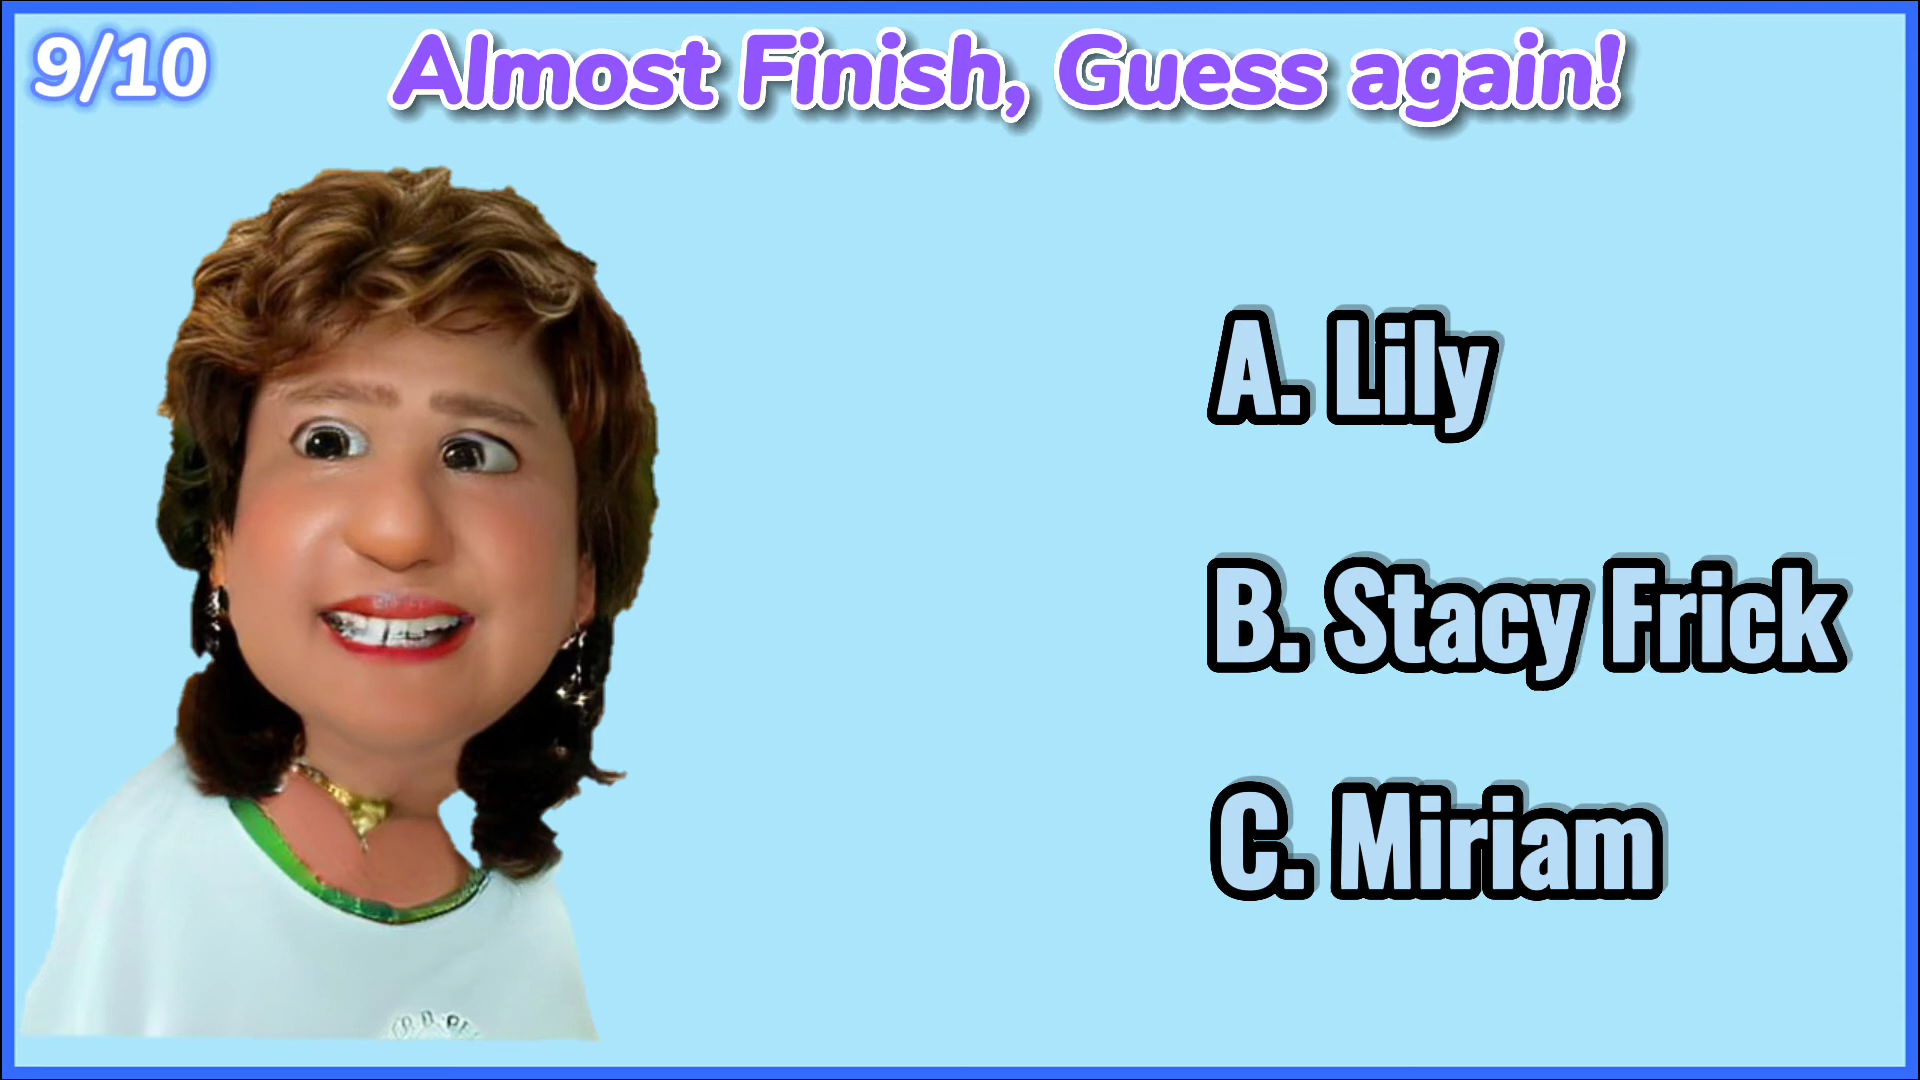 9/10
Almost Finish, Guess again!
A. Lily
B. Stacy Frick
C. Miriam